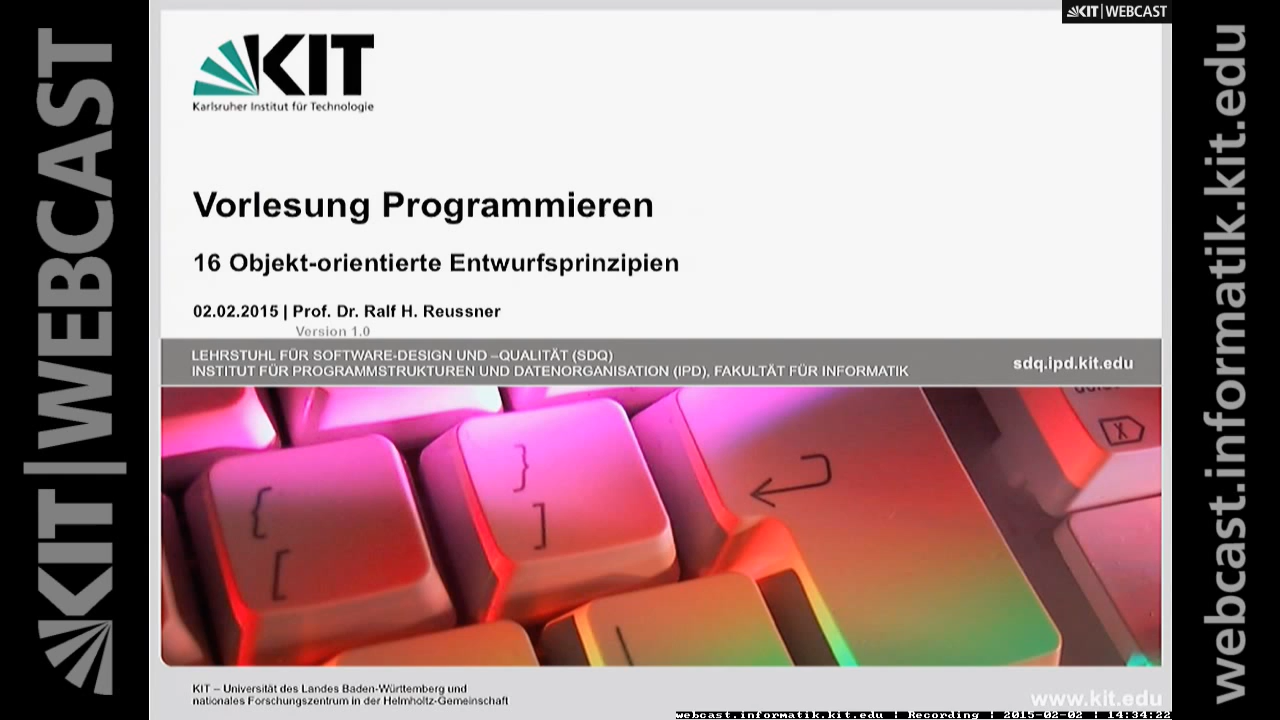 KIT|WEBCAST
KIT
Karlsruher Institut für Technologie
Vorlesung Programmieren
16 Objekt-orientierte Entwurfsprinzipien
02.02.2015 | Prof. Dr. Ralf H. Reussner
Version 1.0
LEHRSTUHL FÜR SOFTWARE-DESIGN UND –QUALITÄT (SDQ)
INSTITUT FÜR PROGRAMMSTRUKTUREN UND DATENORGANISATION (IPD), FAKULTÄT FÜR INFORMATIK
sdq.ipd.kit.edu
{
[
}
]
X
KIT – Universität des Landes Baden-Württemberg und
nationales Forschungszentrum in der Helmholtz-Gemeinschaft
www.kit.edu
webcast.informatik.kit.edu | Recording | 2015-02-02 | 14:34:22
KIT|WEBCAST
webcast.informatik.kit.edu